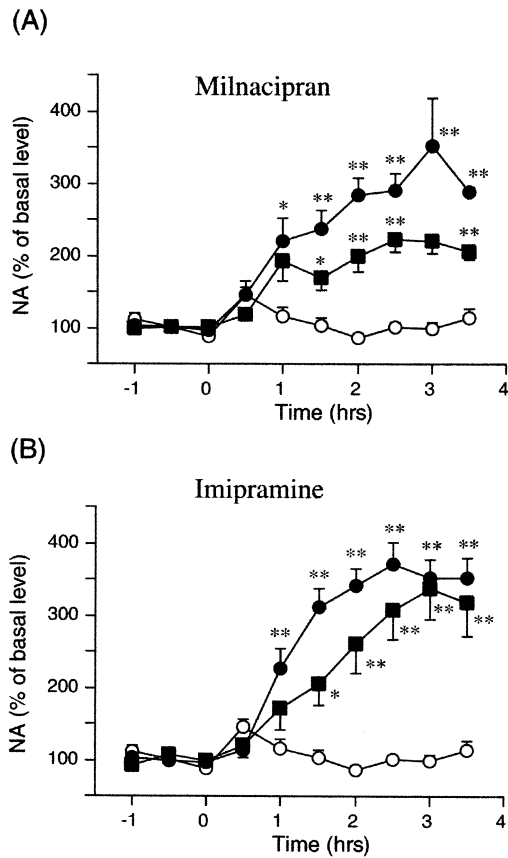 (A)
Milnacipran
NA (% of basal level)
400
300
200
100
* ** ** ** ** **
* ** ** **
-1 0 1 2 3 4
Time (hrs)
(B)
Imipramine
NA (% of basal level)
400
300
200
100
** ** ** ** ** **
* ** ** ** **
-1 0 1 2 3 4
Time (hrs)